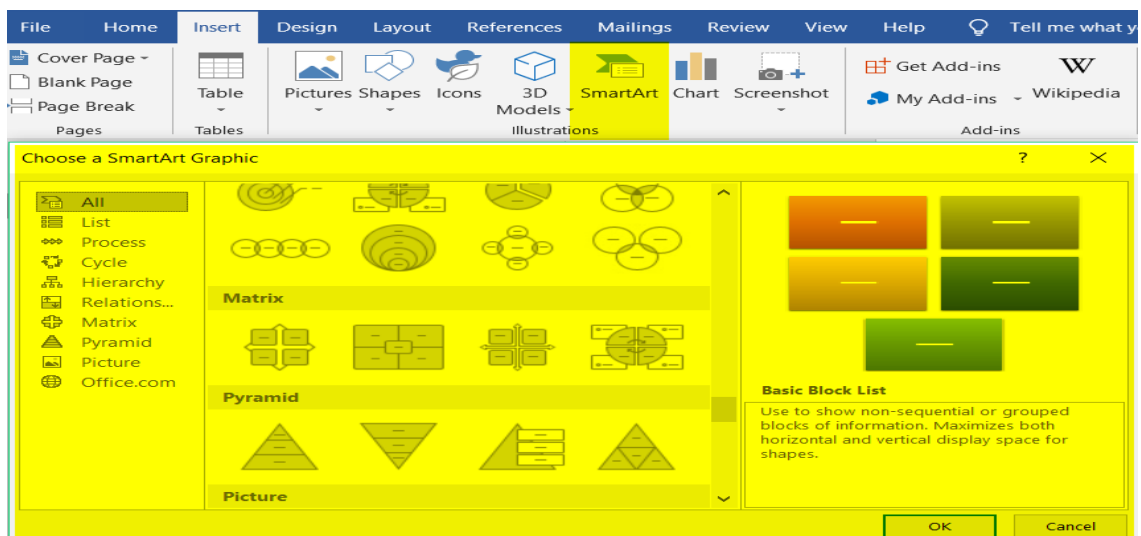 File Home Insert Design Layout References Mailings Review View Help Tell me what y
Cover Page
Blank Page
Page Break
Pages
Table
Tables
Pictures Shapes Icons 3D Models SmartArt Chart Screenshot
Illustrations
Get Add-ins
My Add-ins
W
Wikipedia
Add-ins
Choose a SmartArt Graphic ?
All
List
Process
Cycle
Hierarchy
Relations...
Matrix
Pyramid
Picture
Office.com
Matrix
Pyramid
Picture
Basic Block List
Use to show non-sequential or grouped
blocks of information. Maximizes both
horizontal and vertical display space for
shapes.
OK Cancel